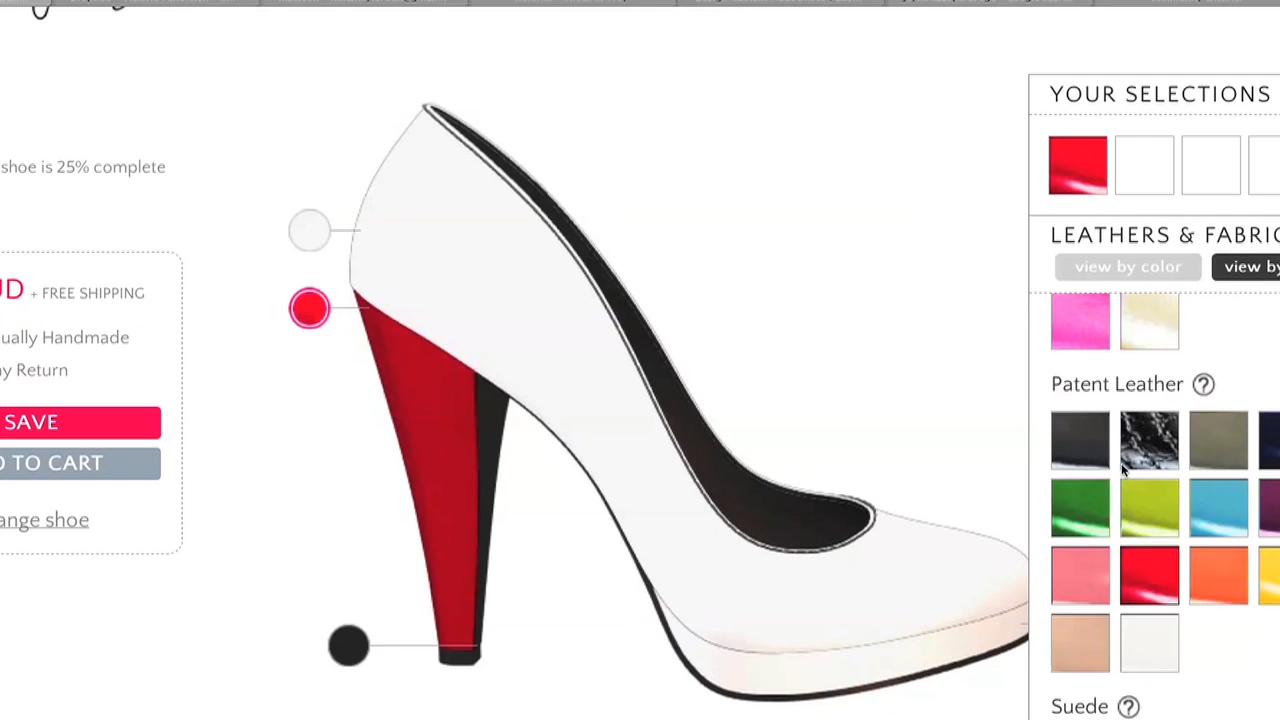 shoe is 25% complete
+ FREE SHIPPING
ually Handmade
Return
SAVE
TO CART
ange shoe
YOUR SELECTIONS
LEATHERS & FABRIC
view by color
view by
Patent Leather ?
Suede ?